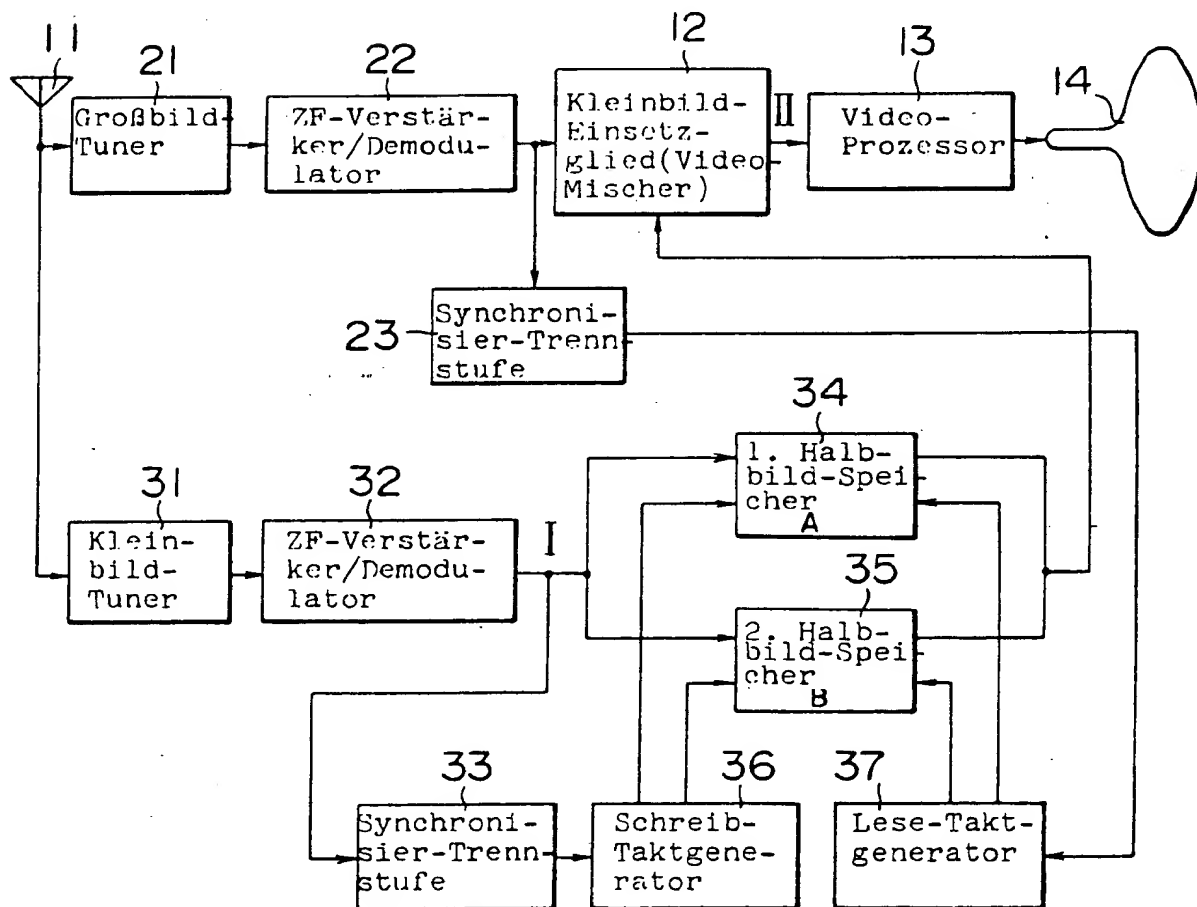 11
21
22
12
13
14
Großbild-
Tuner
ZF-Verstär-
ker/Demodu-
lator
Kleinbild-
Einsetz-
glied(Video-
Mischer)
II
Video-
Prozessor
23
Synchroni-
sier-Trenn-
stufe
34
1. Halb-
bild-Spei-
cher
A
31
32
Klein-
bild-
Tuner
ZF-Verstär-
ker/Demodu-
lator
I
35
2. Halb-
bild-Spei-
cher
B
33
36
37
Synchroni-
sier-Trenn-
stufe
Schreib-
Taktgene-
rator
Lese-Takt-
generator